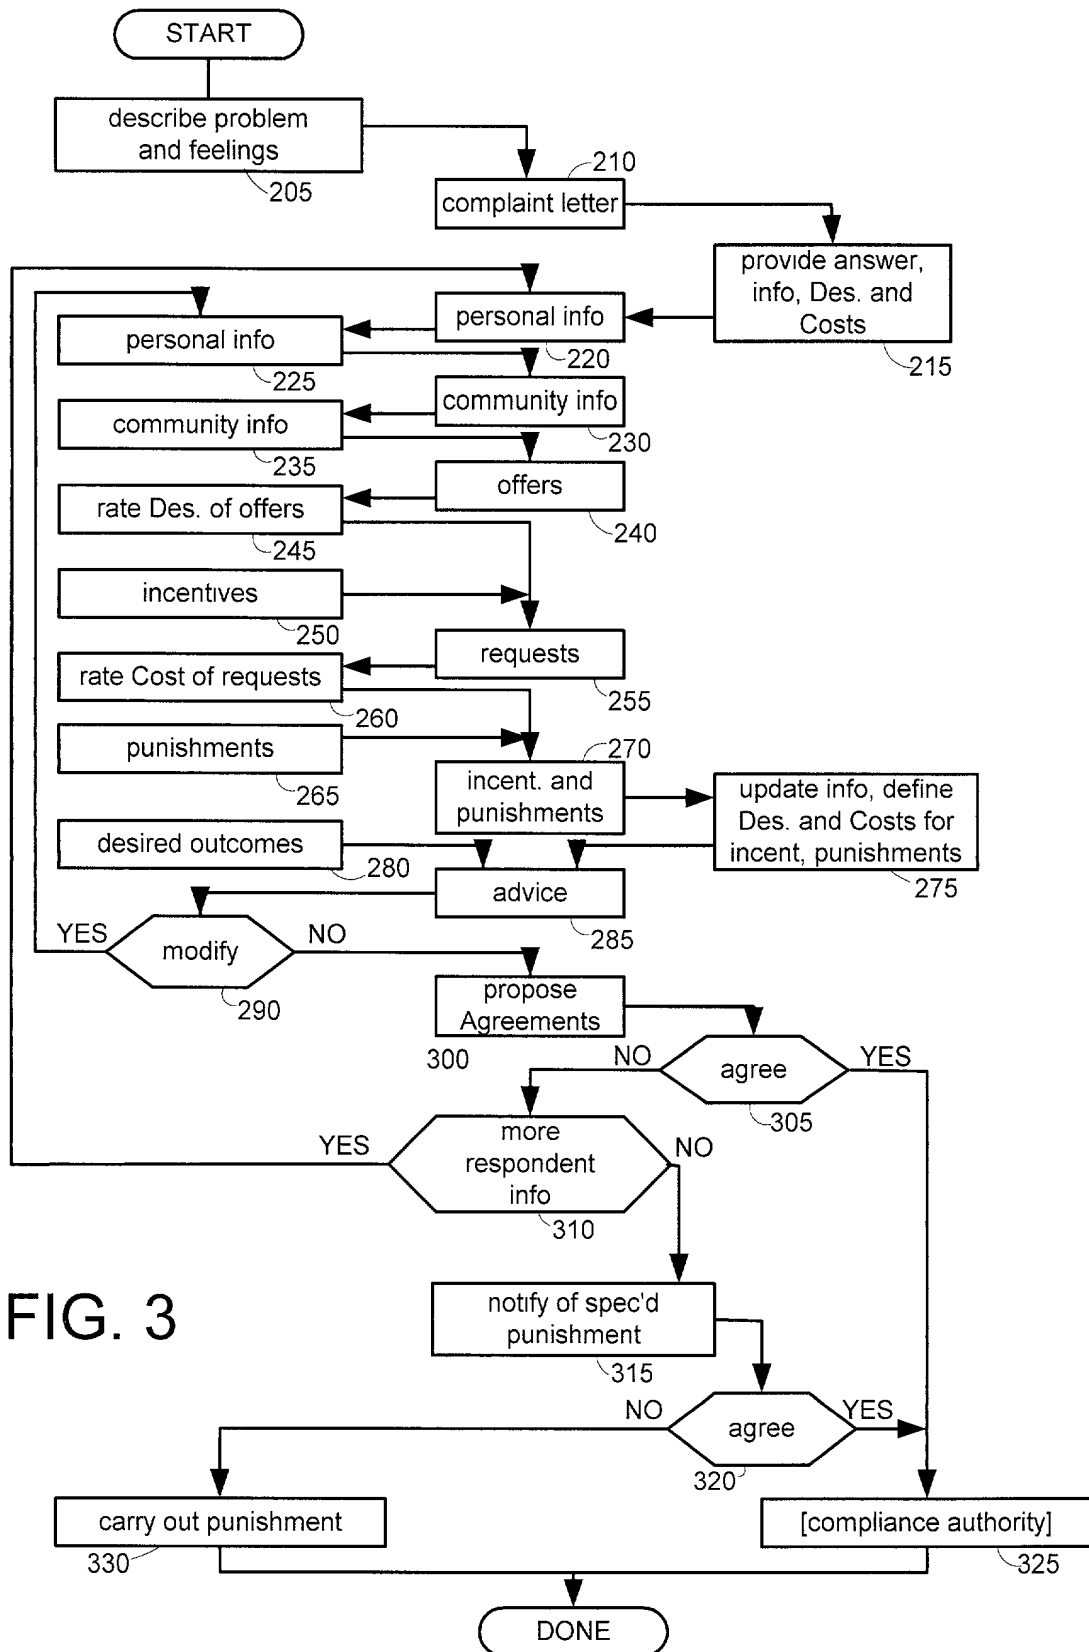 START
describe problem
and feelings
205
210
complaint letter
provide answer,
info, Des. and
Costs
215
personal info
220
personal info
225
community info
230
community info
235
offers
240
rate Des. of offers
245
incentives
250
requests
255
rate Cost of requests
260
punishments
265
270
incent. and
punishments
update info, define
Des. and Costs for
incent, punishments
275
desired outcomes
280
advice
285
YES
modify
NO
290
propose
Agreements
300
NO
agree
YES
305
YES
more
respondent
info
NO
310
FIG. 3
notify of spec'd
punishment
315
NO
agree
YES
320
carry out punishment
330
[compliance authority]
325
DONE